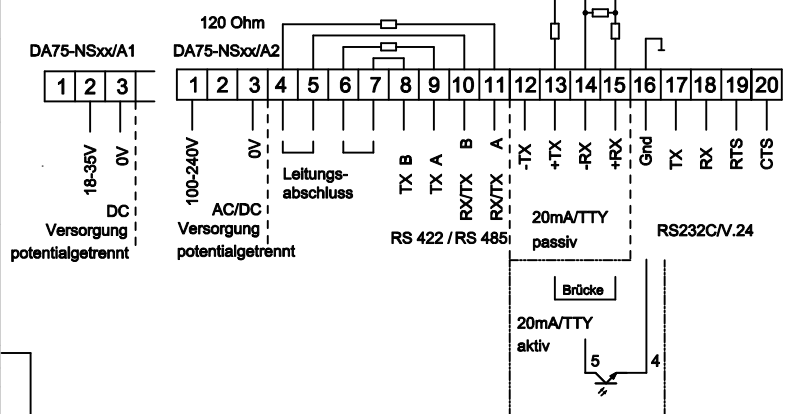 120 Ohm
DA75-NSxx/A1
DA75-NSxx/A2
1 2 3
1 2 3 4 5 6 7 8 9 10 11 12 13 14 15 16 17 18 19 20
18-35V
0V
100-240V
0V
Leitungs-
abschluss
TX B
TX A
RX/TX B
RX/TX A
-TX
+TX
-RX
+RX
Gnd
TX
RX
RTS
CTS
DC
Versorgung
potentialgetrennt
AC/DC
Versorgung
potentialgetrennt
RS 422 / RS 485
20mA/TTY
passiv
RS232C/V.24
Brücke
20mA/TTY
aktiv
5
4